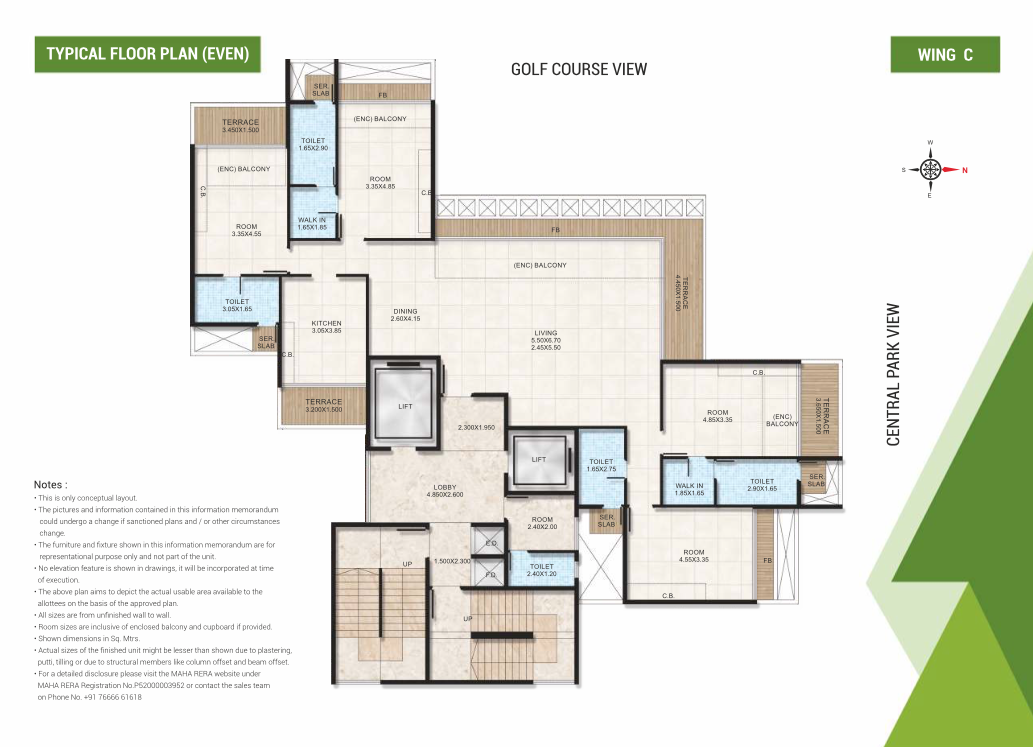 TYPICAL FLOOR PLAN (EVEN)
GOLF COURSE VIEW
WING C
W
S
N
E
CENTRAL PARK VIEW
SER.
SLAB
FB
TERRACE
3.450X1.500
(ENC) BALCONY
TOILET
1.65X2.90
(ENC) BALCONY
ROOM
3.35X4.85
C.B.
C.B.
WALK IN
1.65X1.85
ROOM
3.35X4.55
FB
(ENC) BALCONY
TERRACE
4.450X1.500
TOILET
3.05X1.65
DINING
2.60X4.15
KITCHEN
3.05X3.85
LIVING
5.50X6.70
2.45X5.50
SER.
SLAB
C.B.
C.B.
TERRACE
3.200X1.500
LIFT
ROOM
4.85X3.35
(ENC)
BALCONY
TERRACE
3.600X1.500
2.300X1.950
LIFT
TOILET
1.65X2.75
WALK IN
1.85X1.65
TOILET
2.90X1.65
SER.
SLAB
LOBBY
4.850X2.600
ROOM
2.40X2.00
SER.
SLAB
E.D.
ROOM
4.55X3.35
FB
UP
1.500X2.300
F.D.
TOILET
2.40X1.20
C.B.
UP
Notes :
• This is only conceptual layout.
• The pictures and information contained in this information memorandum
could undergo a change if sanctioned plans and / or other circumstances
change.
• The furniture and fixture shown in this information memorandum are for
representational purpose only and not part of the unit.
• No elevation feature is shown in drawings, it will be incorporated at time
of execution.
• The above plan aims to depict the actual usable area available to the
allottees on the basis of the approved plan.
• All sizes are from unfinished wall to wall.
• Room sizes are inclusive of enclosed balcony and cupboard if provided.
• Shown dimensions in Sq. Mtrs.
• Actual sizes of the finished unit might be lesser than shown due to plastering,
putti, tilling or due to structural members like column offset and beam offset.
• For a detailed disclosure please visit the MAHA RERA website under
MAHA RERA Registration No.P52000003952 or contact the sales team
on Phone No. +91 76666 61618